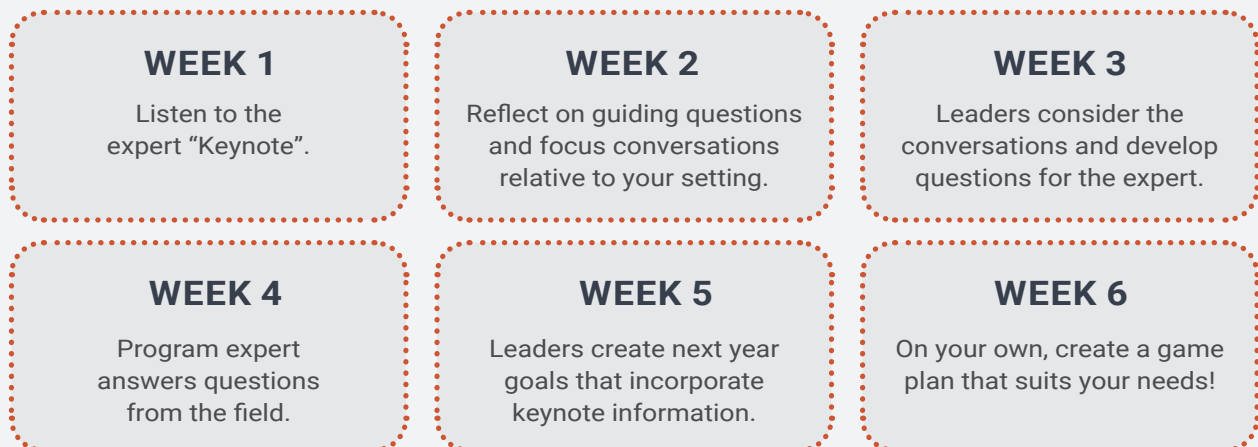 WEEK 1
Listen to the
expert “Keynote”.
WEEK 2
Reflect on guiding questions
and focus conversations
relative to your setting.
WEEK 3
Leaders consider the
conversations and develop
questions for the expert.
WEEK 4
Program expert
answers questions
from the field.
WEEK 5
Leaders create next year
goals that incorporate
keynote information.
WEEK 6
On your own, create a game
plan that suits your needs!